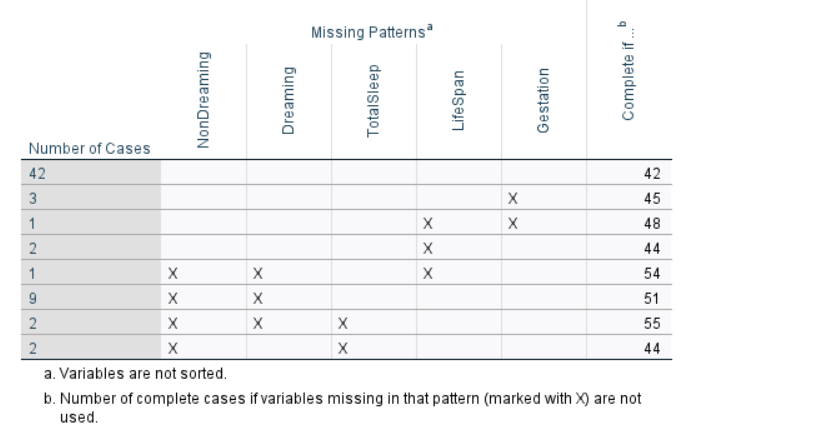 Missing Patternsa
NonDreaming
Dreaming
TotalSleep
LifeSpan
Gestation
Complete if ...b
Number of Cases
42 42
3 X 45
1 X X 48
2 X 44
1 X X X 54
9 X X 51
2 X X X 55
2 X X 44
a. Variables are not sorted.
b. Number of complete cases if variables missing in that pattern (marked with X) are not
used.